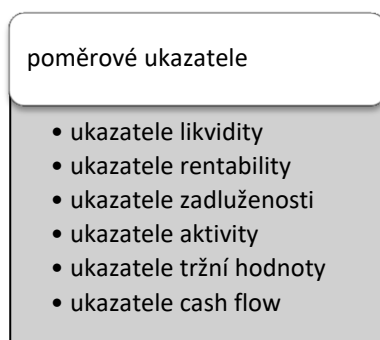 poměrové ukazatele
• ukazatele likvidity
• ukazatele rentability
• ukazatele zadluženosti
• ukazatele aktivity
• ukazatele tržní hodnoty
• ukazatele cash flow